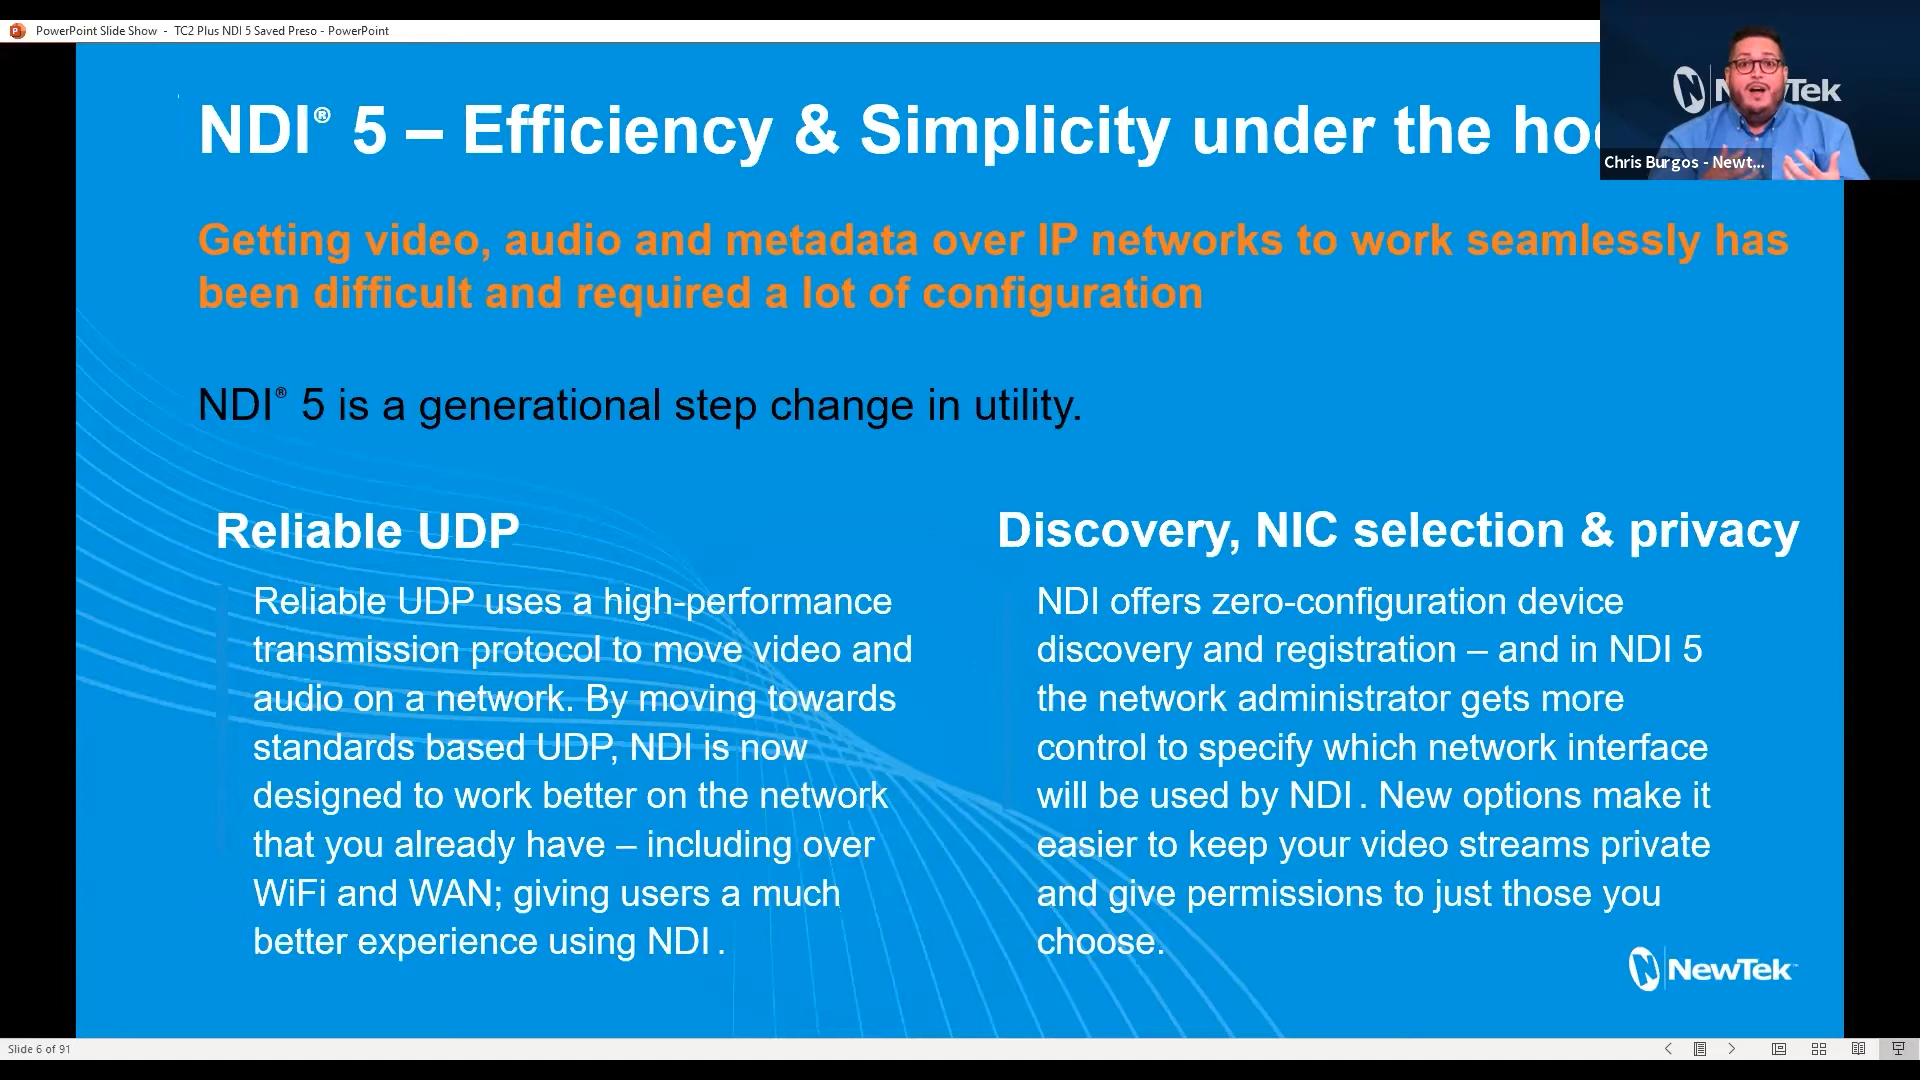 PowerPoint Slide Show - TC2 Plus NDI 5 Saved Preso - PowerPoint
NDI® 5 – Efficiency & Simplicity under the
Chris Burgos - Newt...
Getting video, audio and metadata over IP networks to work seamlessly has
been difficult and required a lot of configuration
NDI® 5 is a generational step change in utility.
Reliable UDP
Reliable UDP uses a high-performance
transmission protocol to move video and
audio on a network. By moving towards
standards based UDP, NDI is now
designed to work better on the network
that you already have – including over
WiFi and WAN; giving users a much
better experience using NDI .
Discovery, NIC selection & privacy
NDI offers zero-configuration device
discovery and registration – and in NDI 5
the network administrator gets more
control to specify which network interface
will be used by NDI . New options make it
easier to keep your video streams private
and give permissions to just those you
choose.
NewTek™
Slide 6 of 91